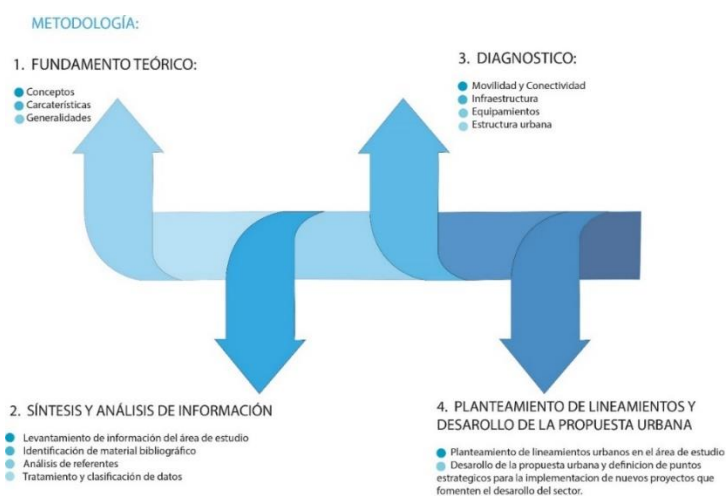 METODOLOGÍA:
1. FUNDAMENTO TEÓRICO:
Conceptos
Carcaterísticas
Generalidades
3. DIAGNOSTICO:
Movilidad y Conectividad
Infraestructura
Equipamientos
Estructura urbana
2. SÍNTESIS Y ANÁLISIS DE INFORMACIÓN
Levantamiento de información del área de estudio
Identificación de material bibliográfico
Análisis de referentes
Tratamiento y clasificación de datos
4. PLANTEAMIENTO DE LINEAMIENTOS Y
DESAROLLO DE LA PROPUESTA URBANA
Planteamiento de lineamientos urbanos en el área de estudio
Desarollo de la propuesta urbana y definicion de puntos
estrategicos para la implementacion de nuevos proyectos que
fomenten el desarollo del sector.